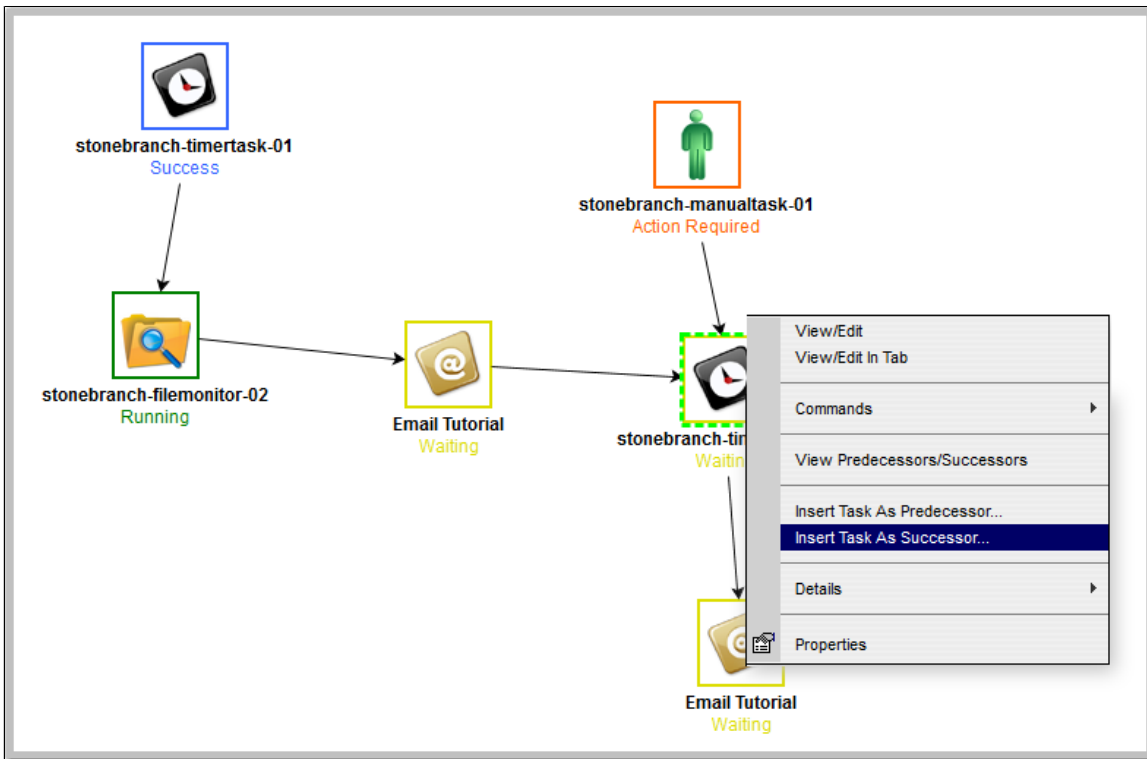 stonebranch-timertask-01
Success
stonebranch-manualtask-01
Action Required
View/Edit
View/Edit In Tab
stonebranch-filemonitor-02
Running
Email Tutorial
Waiting
Commands
View Predecessors/Successors
Insert Task As Predecessor...
Insert Task As Successor...
Details
Properties
Email Tutorial
Waiting